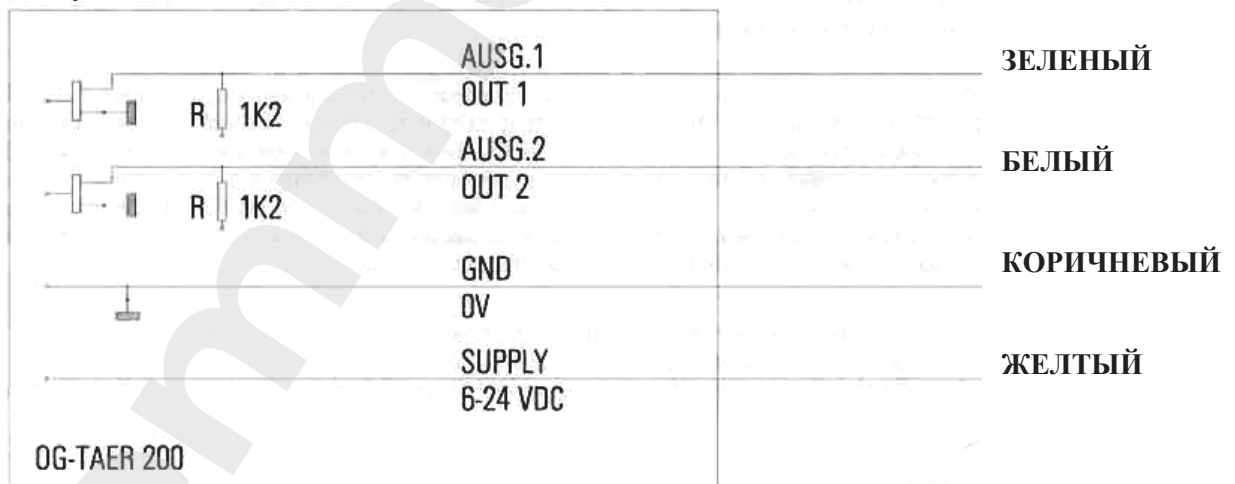 AUSG.1
ЗЕЛЕНЫЙ
OUT 1
R 1K2
AUSG.2
БЕЛЫЙ
OUT 2
R 1K2
GND
КОРИЧНЕВЫЙ
0V
SUPPLY
ЖЕЛТЫЙ
6-24 VDC
OG-TAER 200